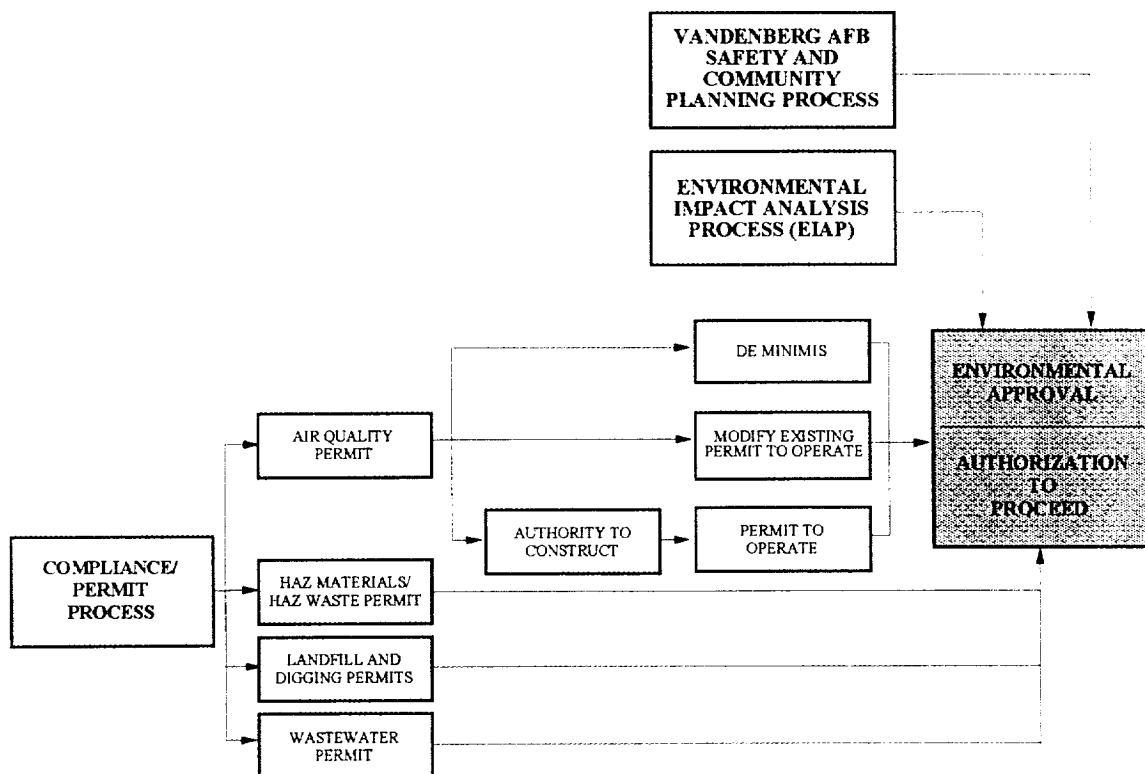 VANDENBERG AFB
SAFETY AND
COMMUNITY
PLANNING PROCESS
ENVIRONMENTAL
IMPACT ANALYSIS
PROCESS (EIAP)
DE MINIMIS
ENVIRONMENTAL
APPROVAL
AIR QUALITY
PERMIT
MODIFY EXISTING
PERMIT TO OPERATE
AUTHORIZATION
TO
PROCEED
AUTHORITY TO
CONSTRUCT
PERMIT TO
OPERATE
COMPLIANCE/
PERMIT
PROCESS
HAZ MATERIALS/
HAZ WASTE PERMIT
LANDFILL AND
DIGGING PERMITS
WASTEWATER
PERMIT